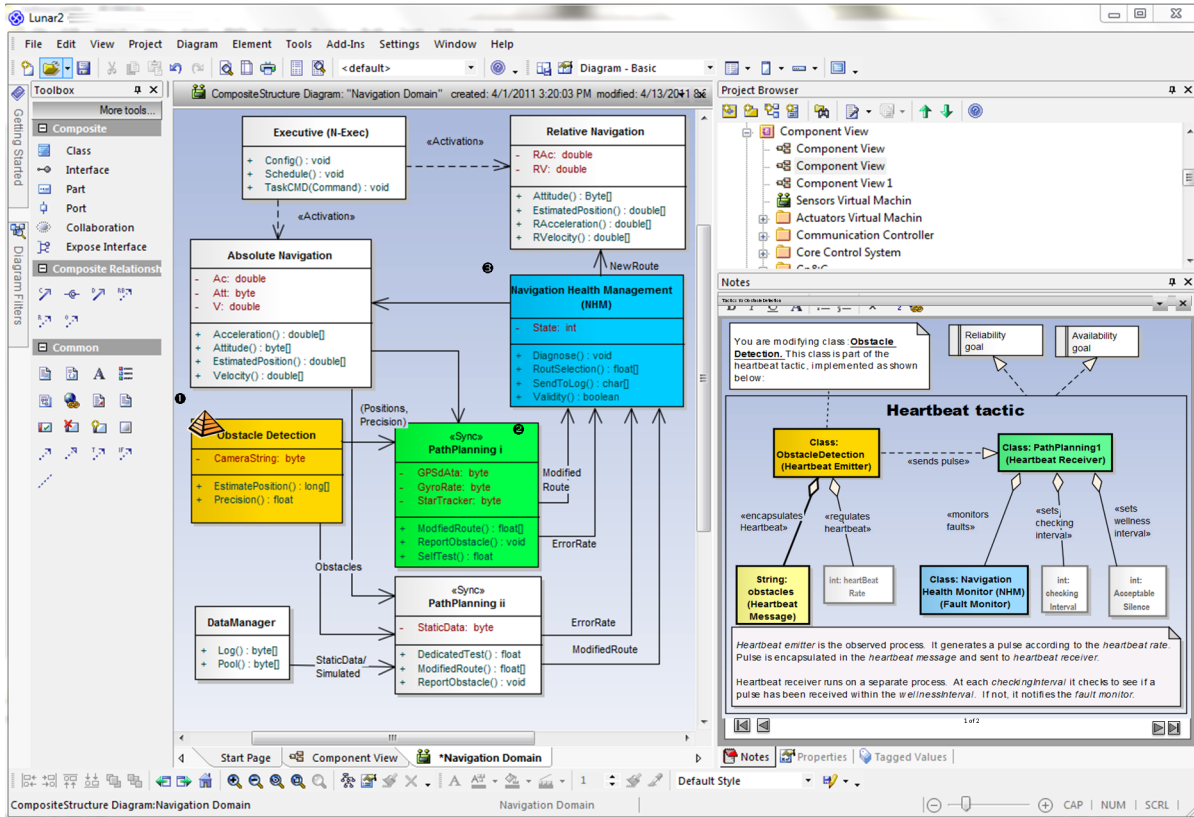 Lunar2
File Edit View Project Diagram Element Tools Add-Ins Settings Window Help
<default>
Diagram - Basic
Getting Started
Diagram Filters
Toolbox
More tools...
Composite
Class
Interface
Part
Port
Collaboration
Expose Interface
Composite Relationsh
Common
CompositeStructure Diagram: "Navigation Domain" created: 4/1/2011 3:20:03 PM modified: 4/13/2011
Executive (N-Exec)
+ Config() : void
+ Schedule() : void
+ TaskCMD(Command) : void
«Activation»
«Activation»
Relative Navigation
- RAc: double
- RV: double
+ Attitude() : Byte[]
+ EstimatedPosition() : double[]
+ RAcceleration() : double[]
+ RVelocity() : double[]
Absolute Navigation
- Ac: double
- Att: byte
- V: double
+ Acceleration() : double[]
+ Attitude() : byte[]
+ EstimatedPosition() : double[]
+ Velocity() : double[]
NewRoute
3
Navigation Health Management
(NHM)
- State: int
+ Diagnose() : void
+ RoutSelection() : float[]
+ SendToLog() : char[]
+ Validity() : boolean
1
(Positions,
Precision)
Obstacle Detection
- CameraString: byte
+ EstimatePosition() : long[]
+ Precision() : float
2
«Sync»
PathPlanning i
- GPSdAta: byte
- GyroRate: byte
- StarTracker: byte
+ ModfiedRoute() : float[]
+ ReportObstacle() : void
+ SelfTest() : float
Modified
Route
ErrorRate
Obstacles
«Sync»
PathPlanning ii
- StaticData: byte
+ DedicatedTest() : float
+ ModifiedRoute() : float[]
+ ReportObstacle() : void
ErrorRate
ModifiedRoute
DataManager
+ Log() : byte[]
+ Pool() : byte[]
StaticData/
Simulated
Start Page
Component View
*Navigation Domain
Project Browser
Component View
Component View
Component View
Component View 1
Sensors Virtual Machin
Actuators Virtual Machin
Communication Controller
Core Control System
Notes
You are modifying class :Obstacle
Detection. This class is part of the
heartbeat tactic, implemented as shown
below:
Reliability
goal
Availability
goal
Heartbeat tactic
Class:
ObstacleDetection
(Heartbeat Emitter)
«sends pulse»
Class: PathPlanning1
(Heartbeat Receiver)
«encapsulates
Heartbeat»
«regulates
heartbeat»
«monitors
faults»
«sets
checking
interval»
«sets
wellness
interval»
String:
obstacles
(Heartbeat
Message)
int: heartBeat
Rate
Class: Navigation
Health Monitor (NHM)
(Fault Monitor)
int:
checking
Interval
int:
Acceptable
Silence
Heartbeat emitter is the observed process. It generates a pulse according to the heartbeat rate.
Pulse is encapsulated in the heartbeat message and sent to heartbeat receiver.
Heartbeat receiver runs on a separate process. At each checkingInterval it checks to see if a
pulse has been received within the wellnessInterval. If not, it notifies the fault monitor.
1 of 2
Notes
Properties
Tagged Values
1
Default Style
CompositeStructure Diagram:Navigation Domain
Navigation Domain
CAP NUM SCRL